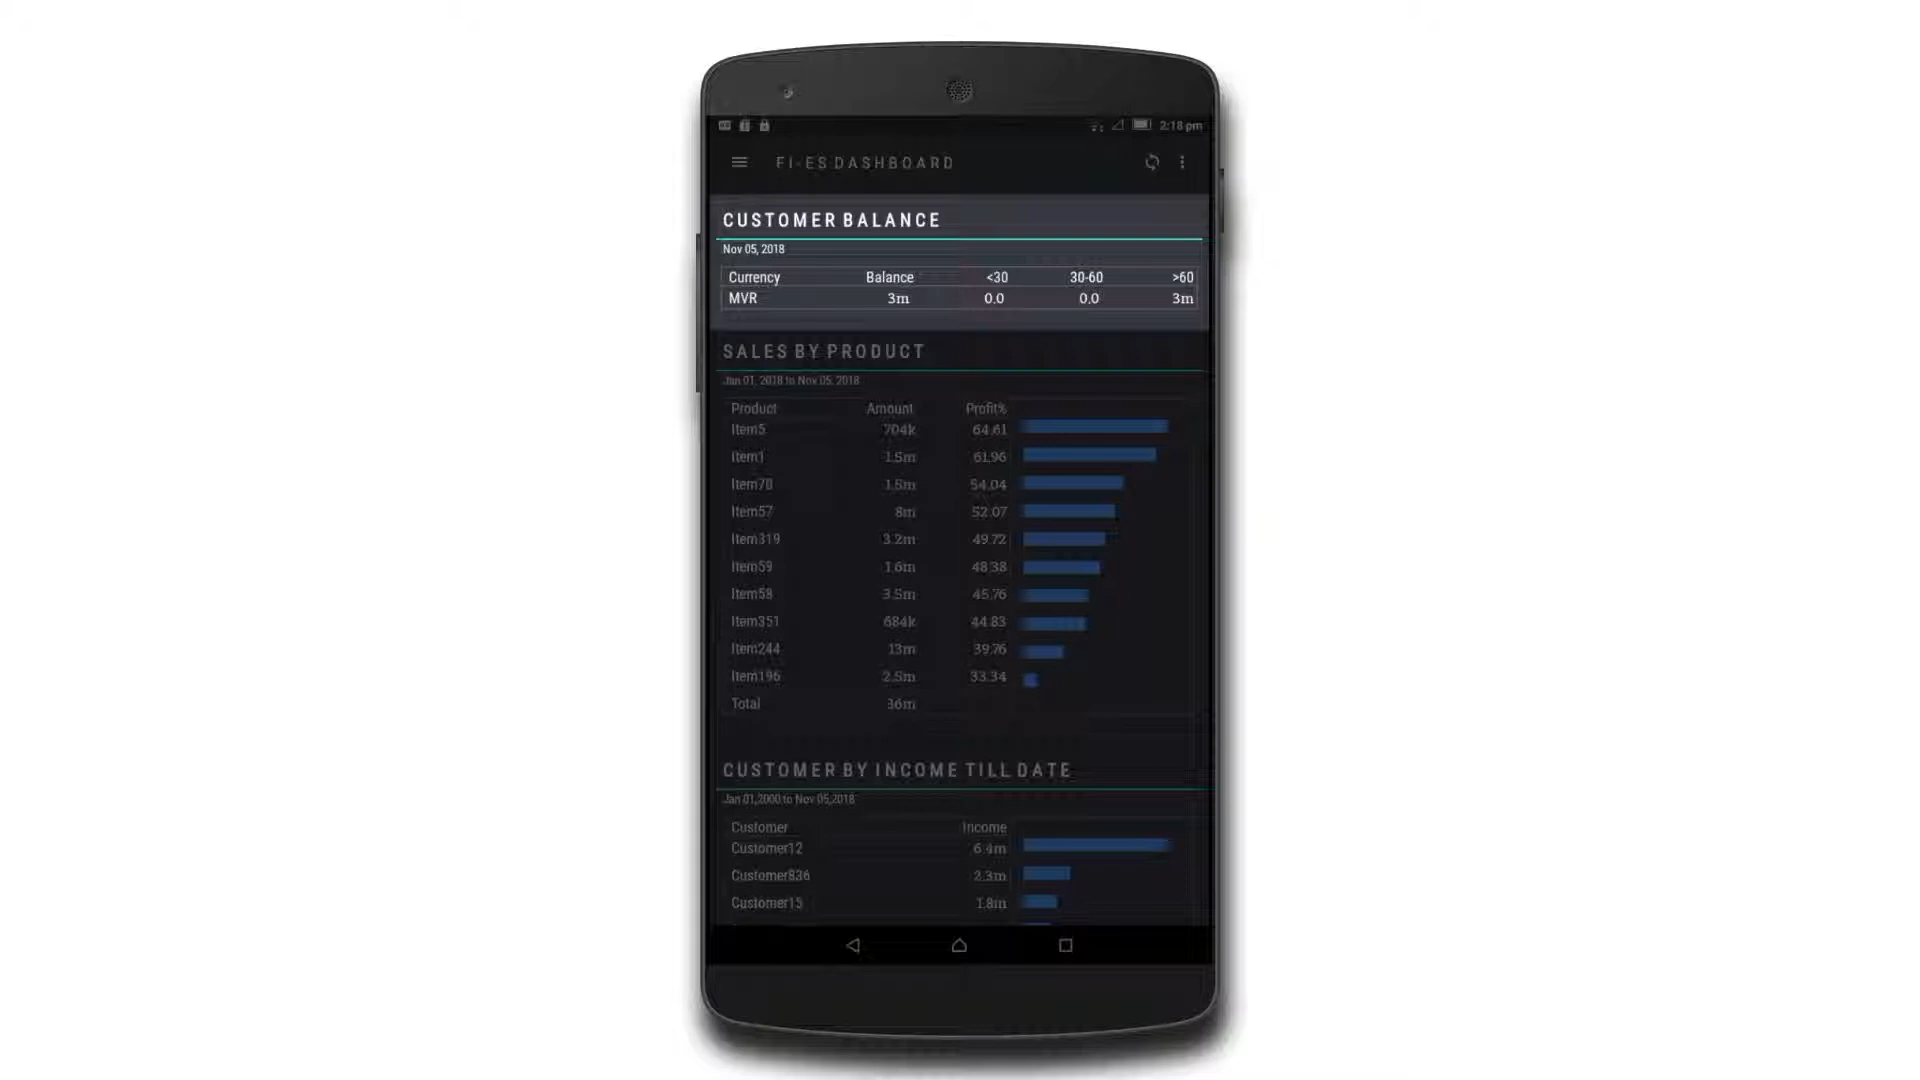 2:18 pm
FI-ES DASHBOARD
CUSTOMER BALANCE
Nov 05, 2018
Currency Balance <30 30-60 >60
MVR 3m 0.0 0.0 3m
SALES BY PRODUCT
Jan 01, 2018 to Nov 05, 2018
Product Amount Profit%
Item5 704k 64.61
Item1 1.5m 61.96
Item70 1.5m 54.04
Item57 8m 52.07
Item319 3.2m 49.72
Item59 1.6m 48.38
Item58 3.5m 45.76
Item351 684k 44.83
Item244 13m 39.76
Item196 2.5m 33.34
Total 36m
CUSTOMER BY INCOME TILL DATE
Jan 01,2000 to Nov 05,2018
Customer Income
Customer12 6.4m
Customer836 2.3m
Customer15 1.8m